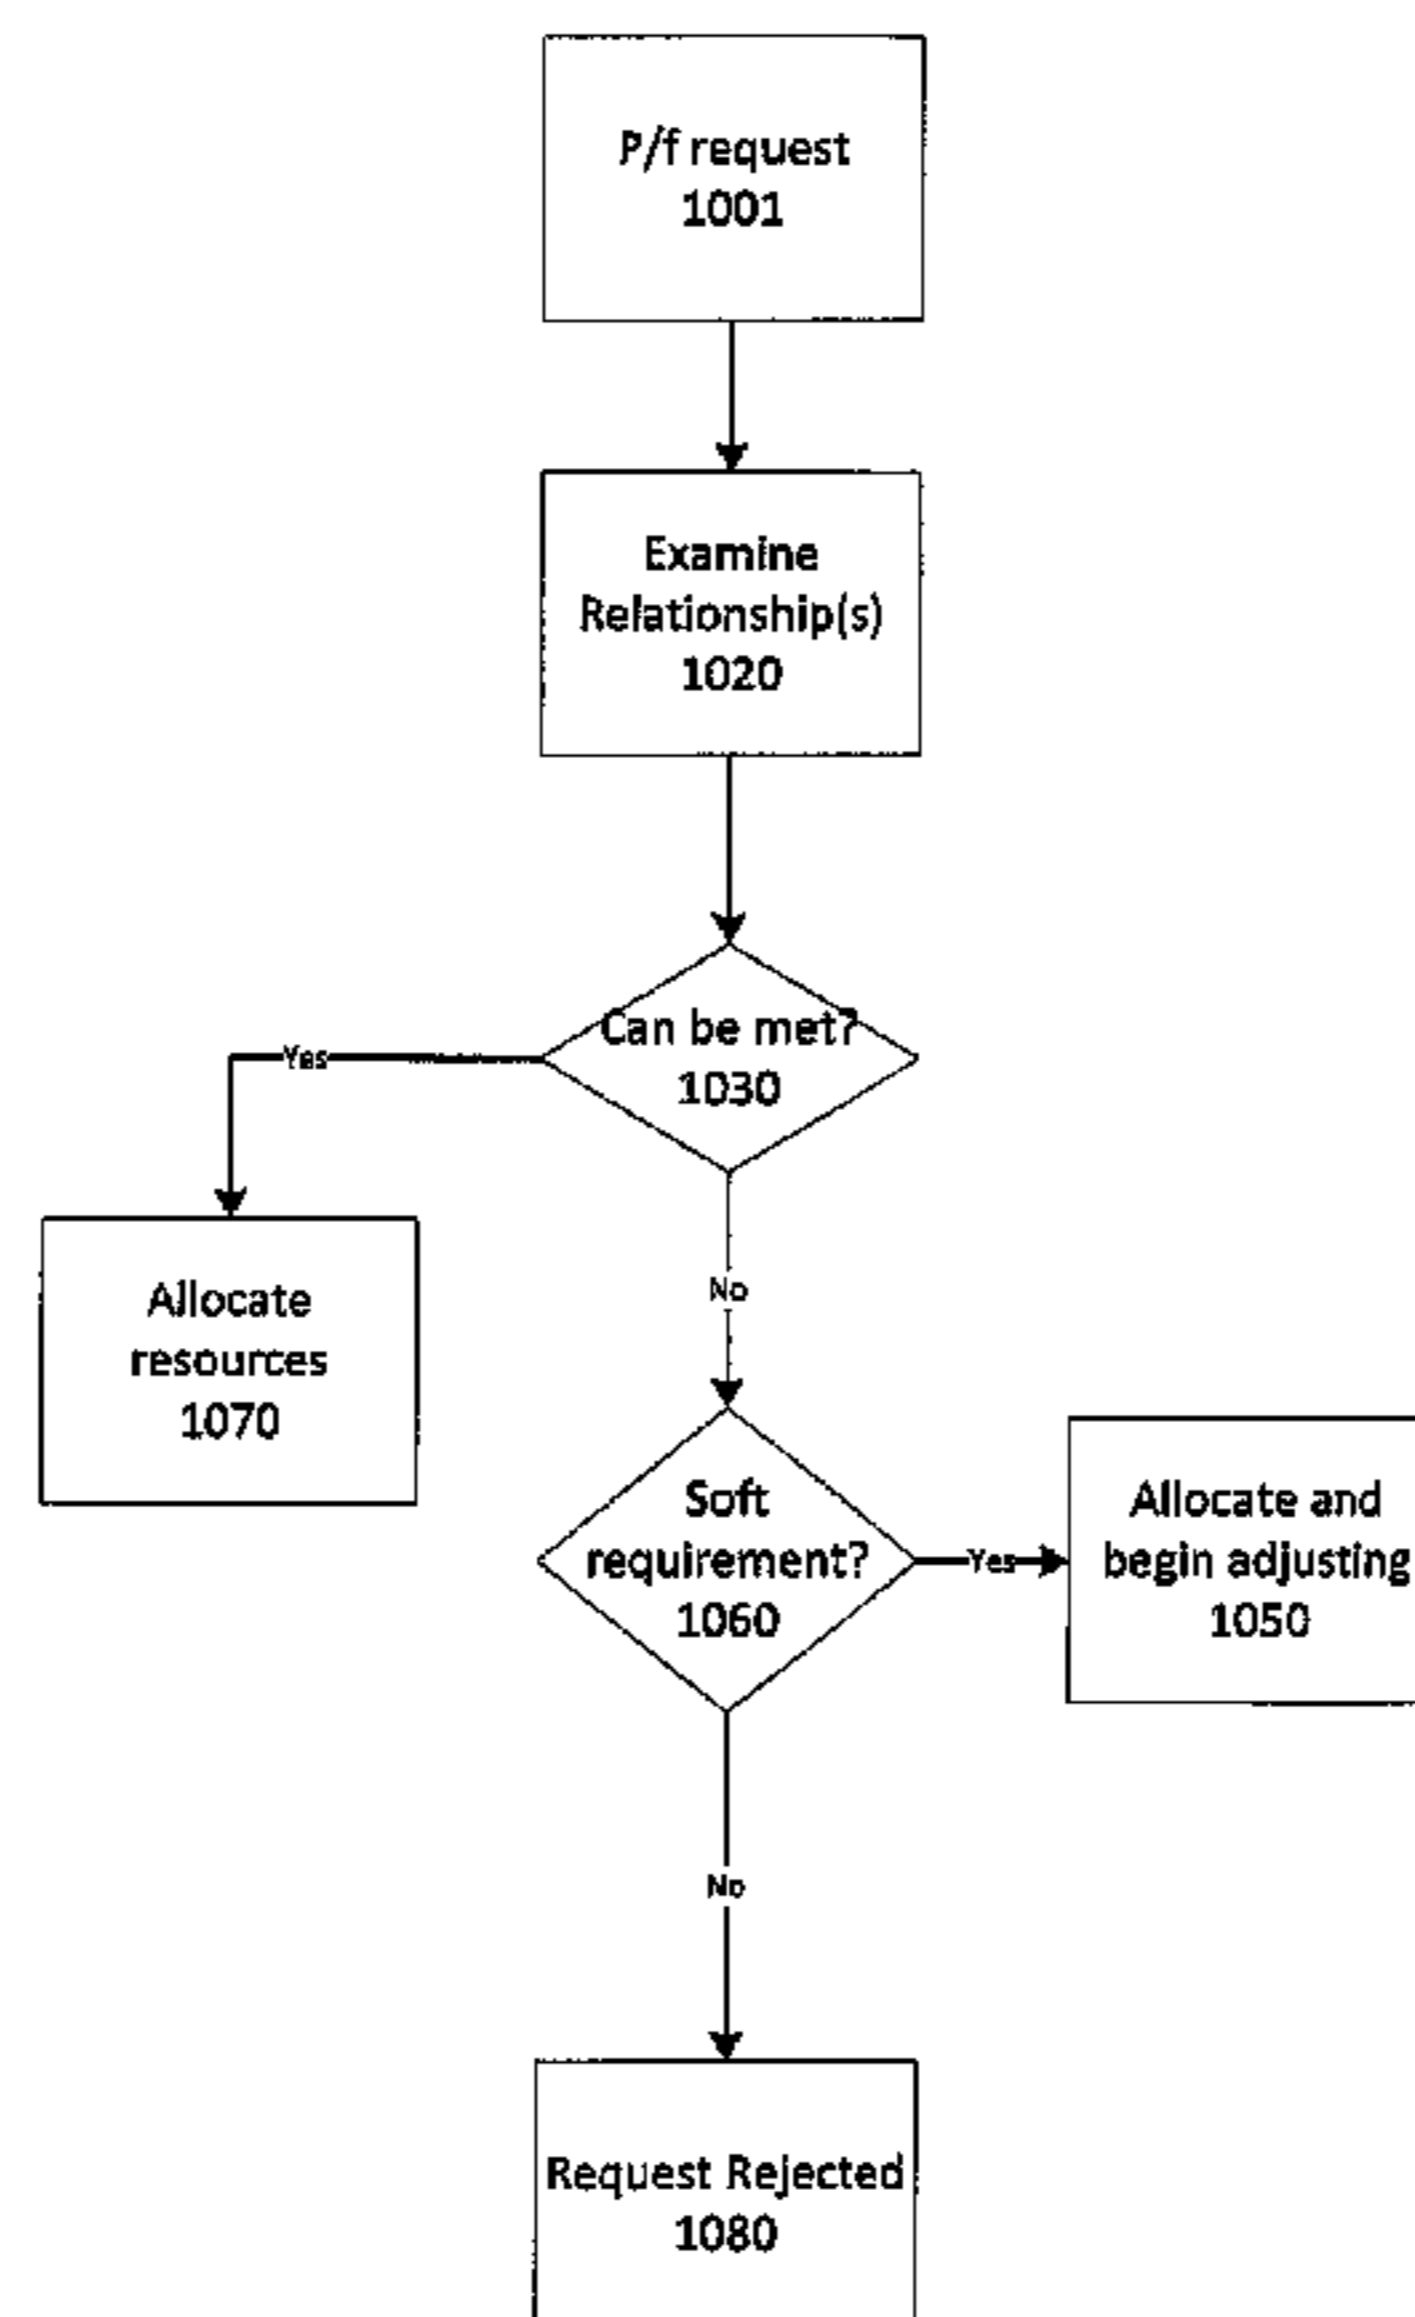 P/f request
1001
Examine
Relationship(s)
1020
Can be met?
1030
Yes
No
Allocate
resources
1070
Soft
requirement?
1060
Yes
Allocate and
begin adjusting
1050
No
Request Rejected
1080